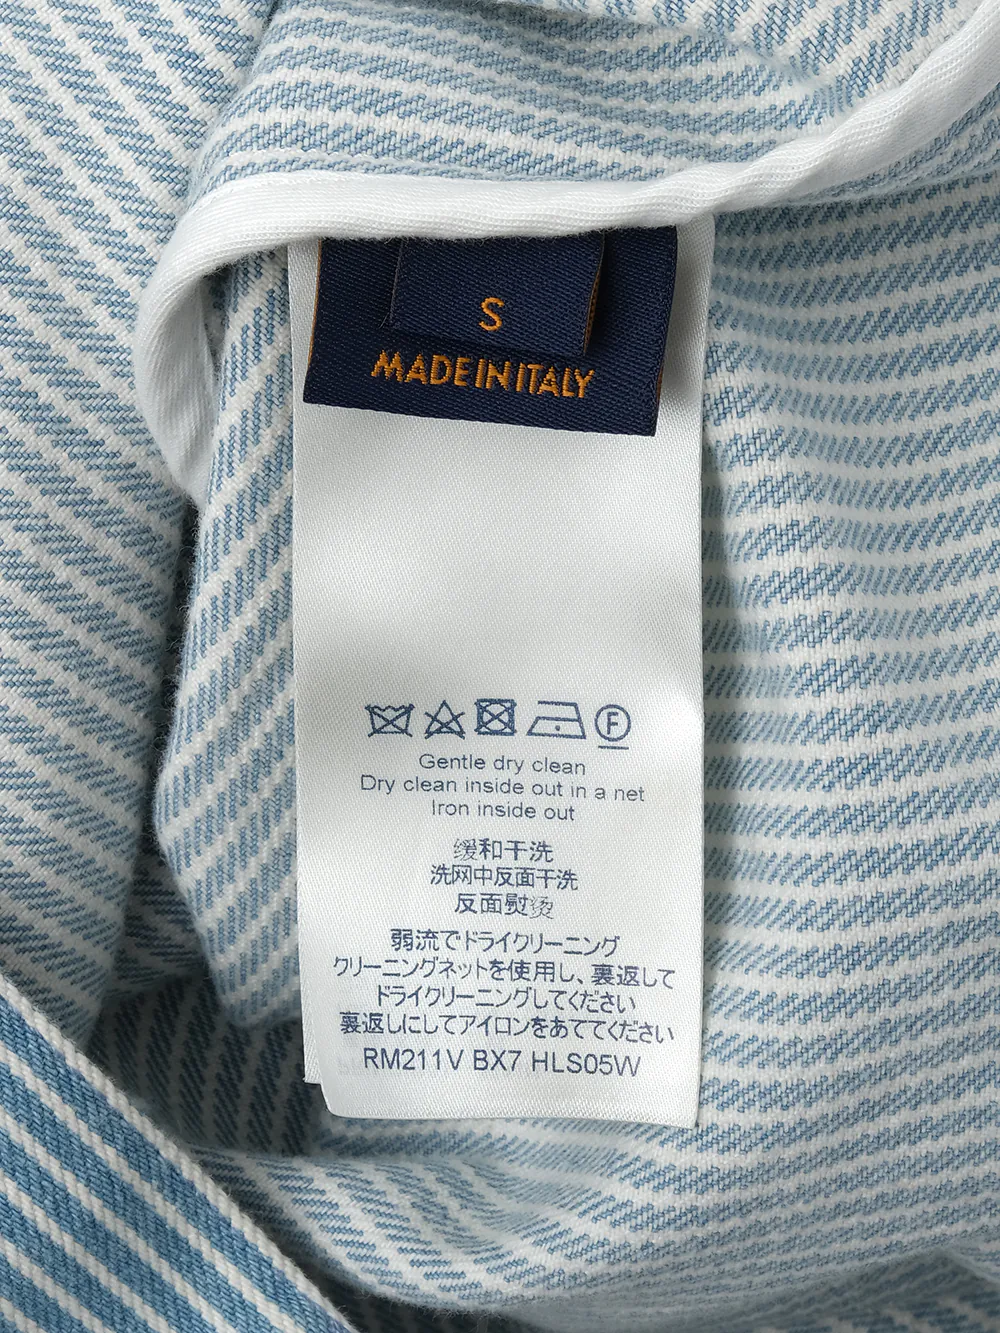 S
MADE IN ITALY
F
Gentle dry clean
Dry clean inside out in a net
Iron inside out
缓和干洗
洗网中反面干洗
反面熨烫
弱流でドライクリーニング
クリーニングネットを使用し、裏返して
ドライクリーニングしてください
裏返しにしてアイロンをあててください
RM211V BX7 HLS05W